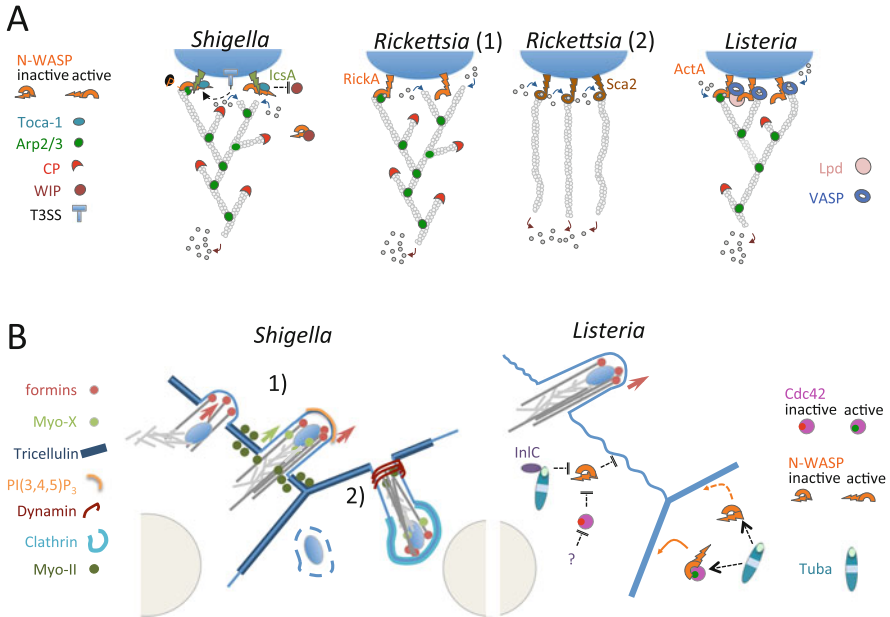 A
Shigella
Rickettsia (1)
Rickettsia (2)
Listeria
N-WASP
inactive active
Toca-1
Arp2/3
CP
WIP
T3SS
IcsA
RickA
Sca2
ActA
Lpd
VASP
B
Shigella
Listeria
1)
2)
formins
Myo-X
Tricellulin
PI(3,4,5)P3
Dynamin
Clathrin
Myo-II
InlC
?
Cdc42
inactive active
N-WASP
inactive active
Tuba